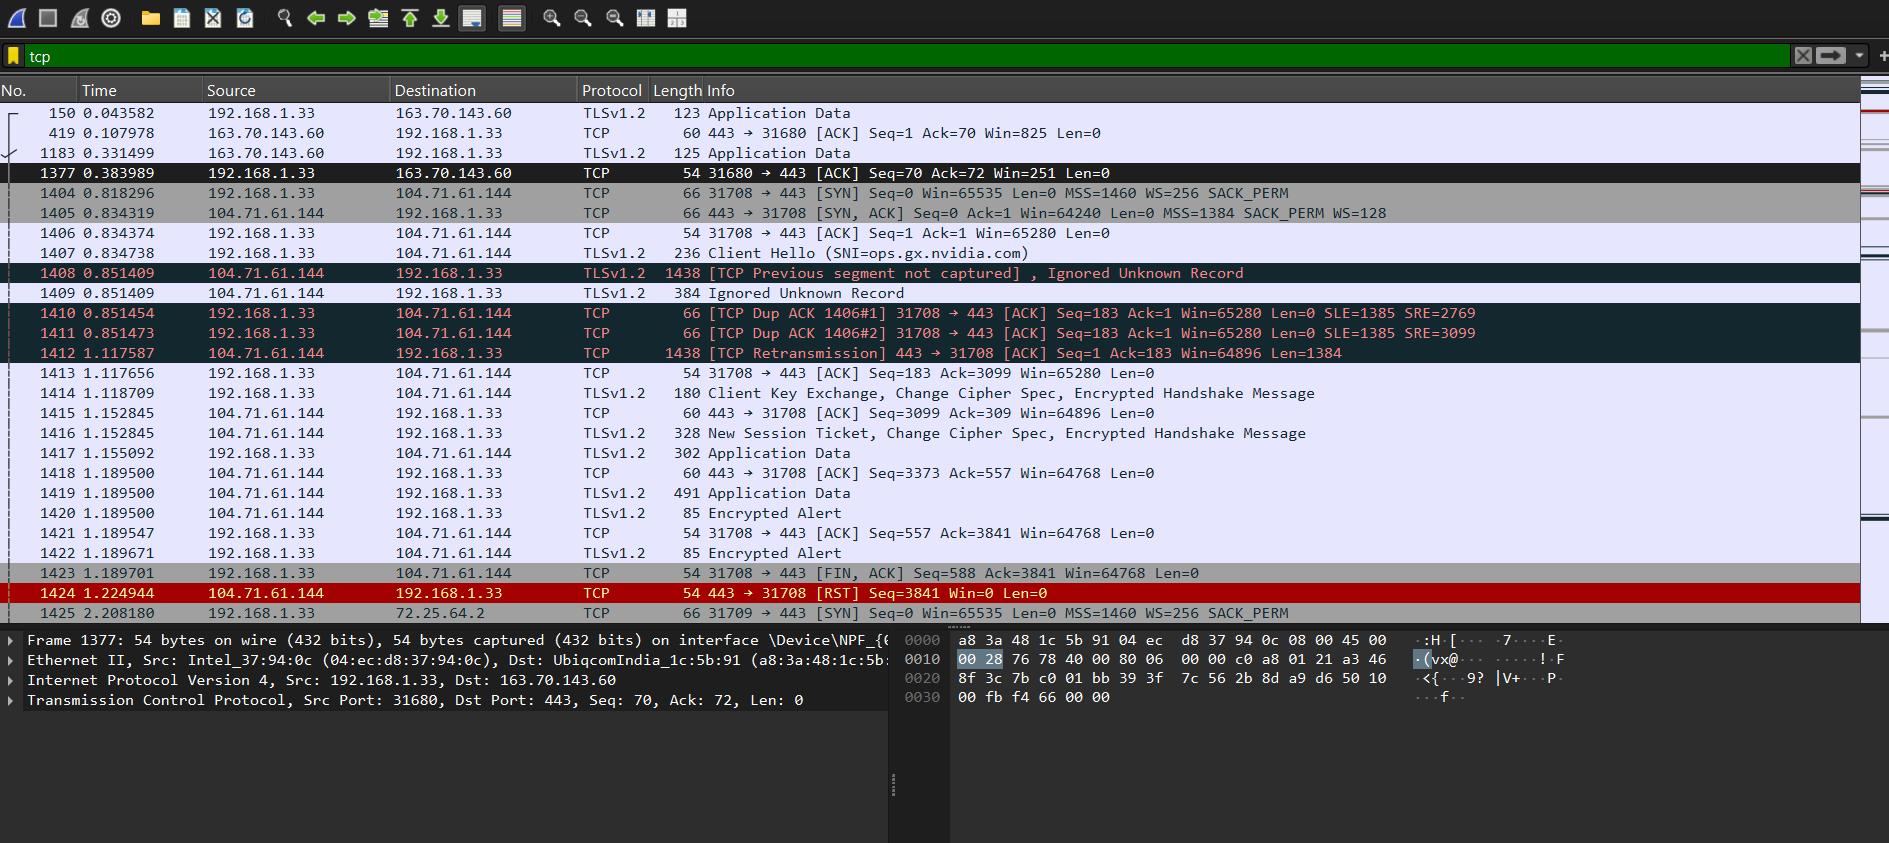 tcp
No. Time Source Destination Protocol Length Info
150 0.043582 192.168.1.33 163.70.143.60 TLSv1.2 123 Application Data
419 0.107978 163.70.143.60 192.168.1.33 TCP 60 443 → 31680 [ACK] Seq=1 Ack=70 Win=825 Len=0
1183 0.331499 163.70.143.60 192.168.1.33 TLSv1.2 125 Application Data
1377 0.383989 192.168.1.33 163.70.143.60 TCP 54 31680 → 443 [ACK] Seq=70 Ack=72 Win=251 Len=0
1404 0.818296 192.168.1.33 104.71.61.144 TCP 66 31708 → 443 [SYN] Seq=0 Win=65535 Len=0 MSS=1460 WS=256 SACK_PERM
1405 0.834319 104.71.61.144 192.168.1.33 TCP 66 443 → 31708 [SYN, ACK] Seq=0 Ack=1 Win=64240 Len=0 MSS=1384 SACK_PERM WS=128
1406 0.834374 192.168.1.33 104.71.61.144 TCP 54 31708 → 443 [ACK] Seq=1 Ack=1 Win=65280 Len=0
1407 0.834738 192.168.1.33 104.71.61.144 TLSv1.2 236 Client Hello (SNI=ops.gx.nvidia.com)
1408 0.851409 104.71.61.144 192.168.1.33 TLSv1.2 1438 [TCP Previous segment not captured] , Ignored Unknown Record
1409 0.851409 104.71.61.144 192.168.1.33 TLSv1.2 384 Ignored Unknown Record
1410 0.851454 192.168.1.33 104.71.61.144 TCP 66 [TCP Dup ACK 1406#1] 31708 → 443 [ACK] Seq=183 Ack=1 Win=65280 Len=0 SLE=1385 SRE=2769
1411 0.851473 192.168.1.33 104.71.61.144 TCP 66 [TCP Dup ACK 1406#2] 31708 → 443 [ACK] Seq=183 Ack=1 Win=65280 Len=0 SLE=1385 SRE=3099
1412 1.117587 104.71.61.144 192.168.1.33 TCP 1438 [TCP Retransmission] 443 → 31708 [ACK] Seq=1 Ack=183 Win=64896 Len=1384
1413 1.117656 192.168.1.33 104.71.61.144 TCP 54 31708 → 443 [ACK] Seq=183 Ack=3099 Win=65280 Len=0
1414 1.118709 192.168.1.33 104.71.61.144 TLSv1.2 180 Client Key Exchange, Change Cipher Spec, Encrypted Handshake Message
1415 1.152845 104.71.61.144 192.168.1.33 TCP 60 443 → 31708 [ACK] Seq=3099 Ack=309 Win=64896 Len=0
1416 1.152845 104.71.61.144 192.168.1.33 TLSv1.2 328 New Session Ticket, Change Cipher Spec, Encrypted Handshake Message
1417 1.155092 192.168.1.33 104.71.61.144 TLSv1.2 302 Application Data
1418 1.189500 104.71.61.144 192.168.1.33 TCP 60 443 → 31708 [ACK] Seq=3373 Ack=557 Win=64768 Len=0
1419 1.189500 104.71.61.144 192.168.1.33 TLSv1.2 491 Application Data
1420 1.189500 104.71.61.144 192.168.1.33 TLSv1.2 85 Encrypted Alert
1421 1.189547 192.168.1.33 104.71.61.144 TCP 54 31708 → 443 [ACK] Seq=557 Ack=3841 Win=64768 Len=0
1422 1.189671 192.168.1.33 104.71.61.144 TLSv1.2 85 Encrypted Alert
1423 1.189701 192.168.1.33 104.71.61.144 TCP 54 31708 → 443 [FIN, ACK] Seq=588 Ack=3841 Win=64768 Len=0
1424 1.224944 104.71.61.144 192.168.1.33 TCP 54 443 → 31708 [RST] Seq=3841 Win=0 Len=0
1425 2.208180 192.168.1.33 72.25.64.2 TCP 66 31709 → 443 [SYN] Seq=0 Win=65535 Len=0 MSS=1460 WS=256 SACK_PERM
Frame 1377: 54 bytes on wire (432 bits), 54 bytes captured (432 bits) on interface \Device\NPF_{0
Ethernet II, Src: Intel_37:94:0c (04:ec:d8:37:94:0c), Dst: UbiqcomIndia_1c:5b:91 (a8:3a:48:1c:5b:
Internet Protocol Version 4, Src: 192.168.1.33, Dst: 163.70.143.60
Transmission Control Protocol, Src Port: 31680, Dst Port: 443, Seq: 70, Ack: 72, Len: 0
0000 a8 3a 48 1c 5b 91 04 ec d8 37 94 0c 08 00 45 00 ·:H·[··· ·7····E·
0010 00 28 76 78 40 00 80 06 00 00 c0 a8 01 21 a3 46 ·(vx@··· ·····!·F
0020 8f 3c 7b c0 01 bb 39 3f 7c 56 2b 8d a9 d6 50 10 ·<{···9? |V+···P·
0030 00 fb f4 66 00 00 ···f··